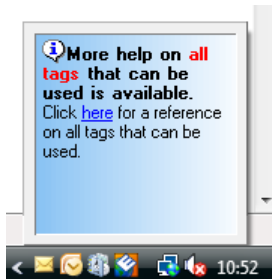 More help on all
tags that can be
used is available.
Click here for a reference
on all tags that can be
used.
10:52